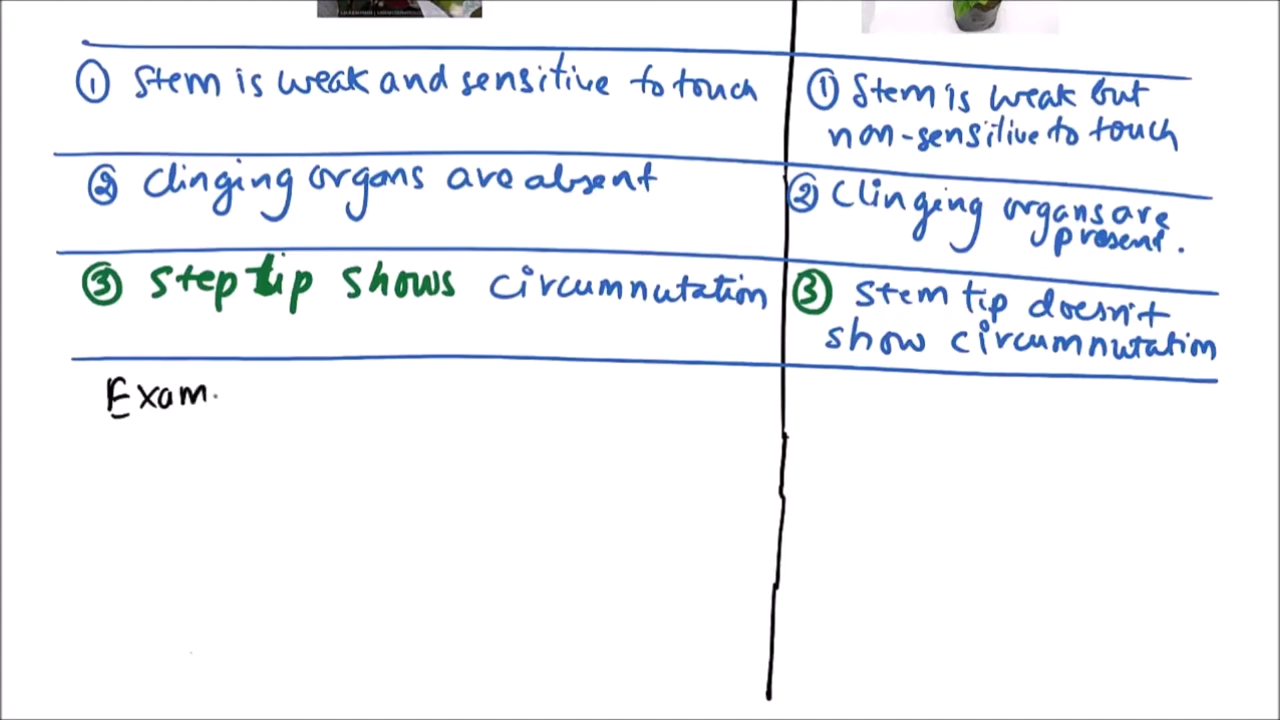 ① Stem is weak and sensitive to touch
② Clinging organs are absent
③ Step tip shows circumnutation
Exam.
① Stem is weak but
non-sensitive to touch
② Clinging organs are
present.
③ Stem tip doesn't
show circumnutation